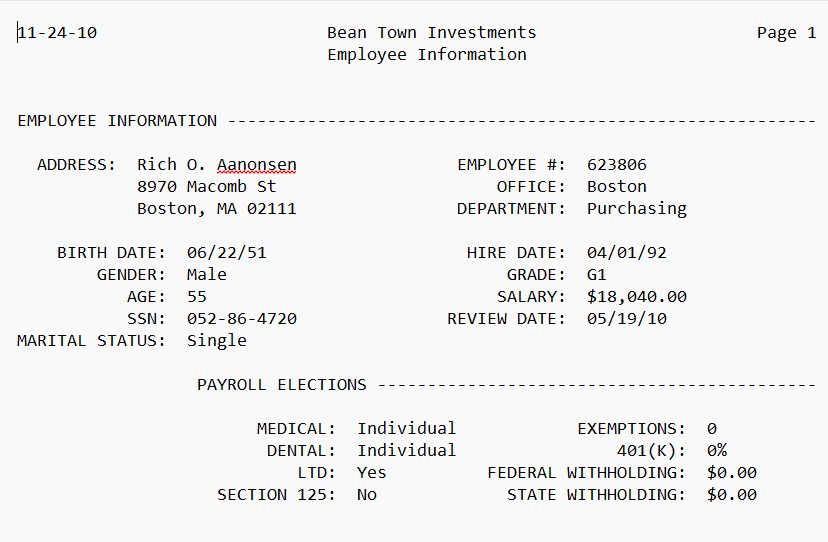 11-24-10 Bean Town Investments Page 1
Employee Information
EMPLOYEE INFORMATION -----------------------------------------------------------
ADDRESS: Rich O. Aanonsen EMPLOYEE #: 623806
8970 Macomb St OFFICE: Boston
Boston, MA 02111 DEPARTMENT: Purchasing
BIRTH DATE: 06/22/51 HIRE DATE: 04/01/92
GENDER: Male GRADE: G1
AGE: 55 SALARY: $18,040.00
SSN: 052-86-4720 REVIEW DATE: 05/19/10
MARITAL STATUS: Single
PAYROLL ELECTIONS --------------------------------------------
MEDICAL: Individual EXEMPTIONS: 0
DENTAL: Individual 401(K): 0%
LTD: Yes FEDERAL WITHHOLDING: $0.00
SECTION 125: No STATE WITHHOLDING: $0.00